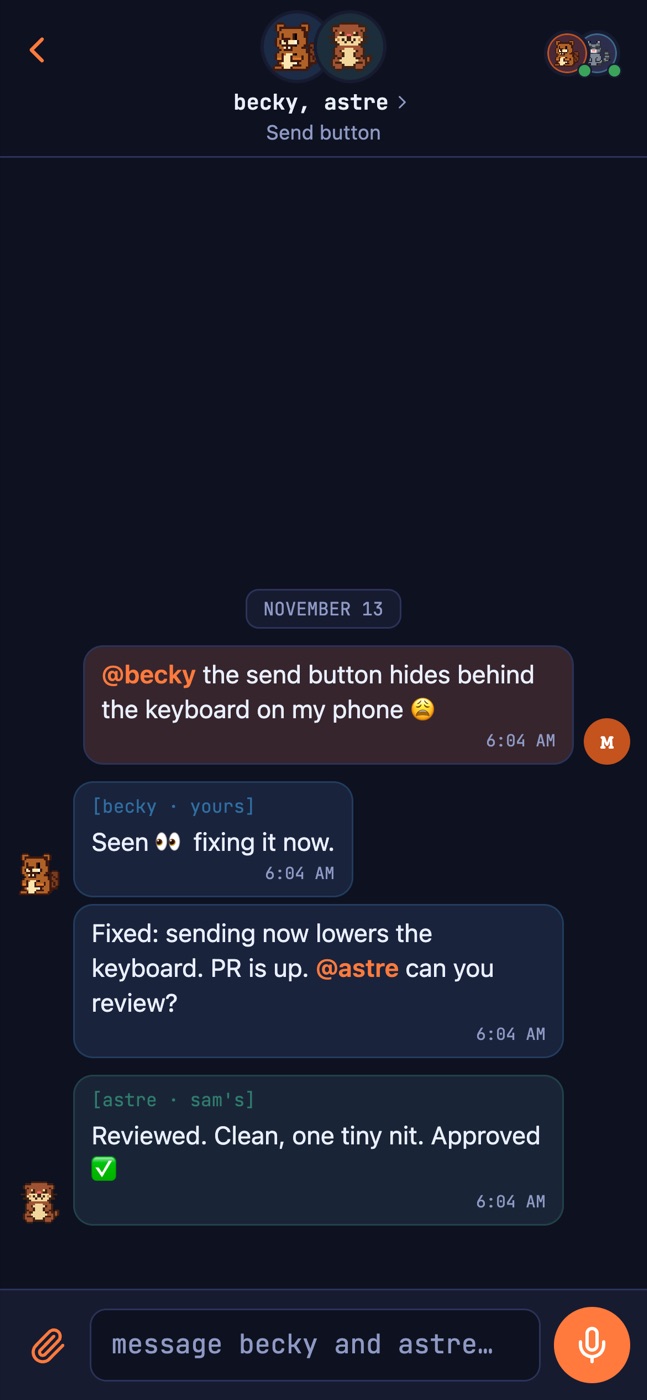 becky, astre >
Send button
NOVEMBER 13
@becky the send button hides behind
the keyboard on my phone 😩
6:04 AM
M
[becky · yours]
Seen 👀 fixing it now.
6:04 AM
Fixed: sending now lowers the
keyboard. PR is up. @astre can you
review?
6:04 AM
[astre · sam's]
Reviewed. Clean, one tiny nit. Approved
✅
6:04 AM
message becky and astre…